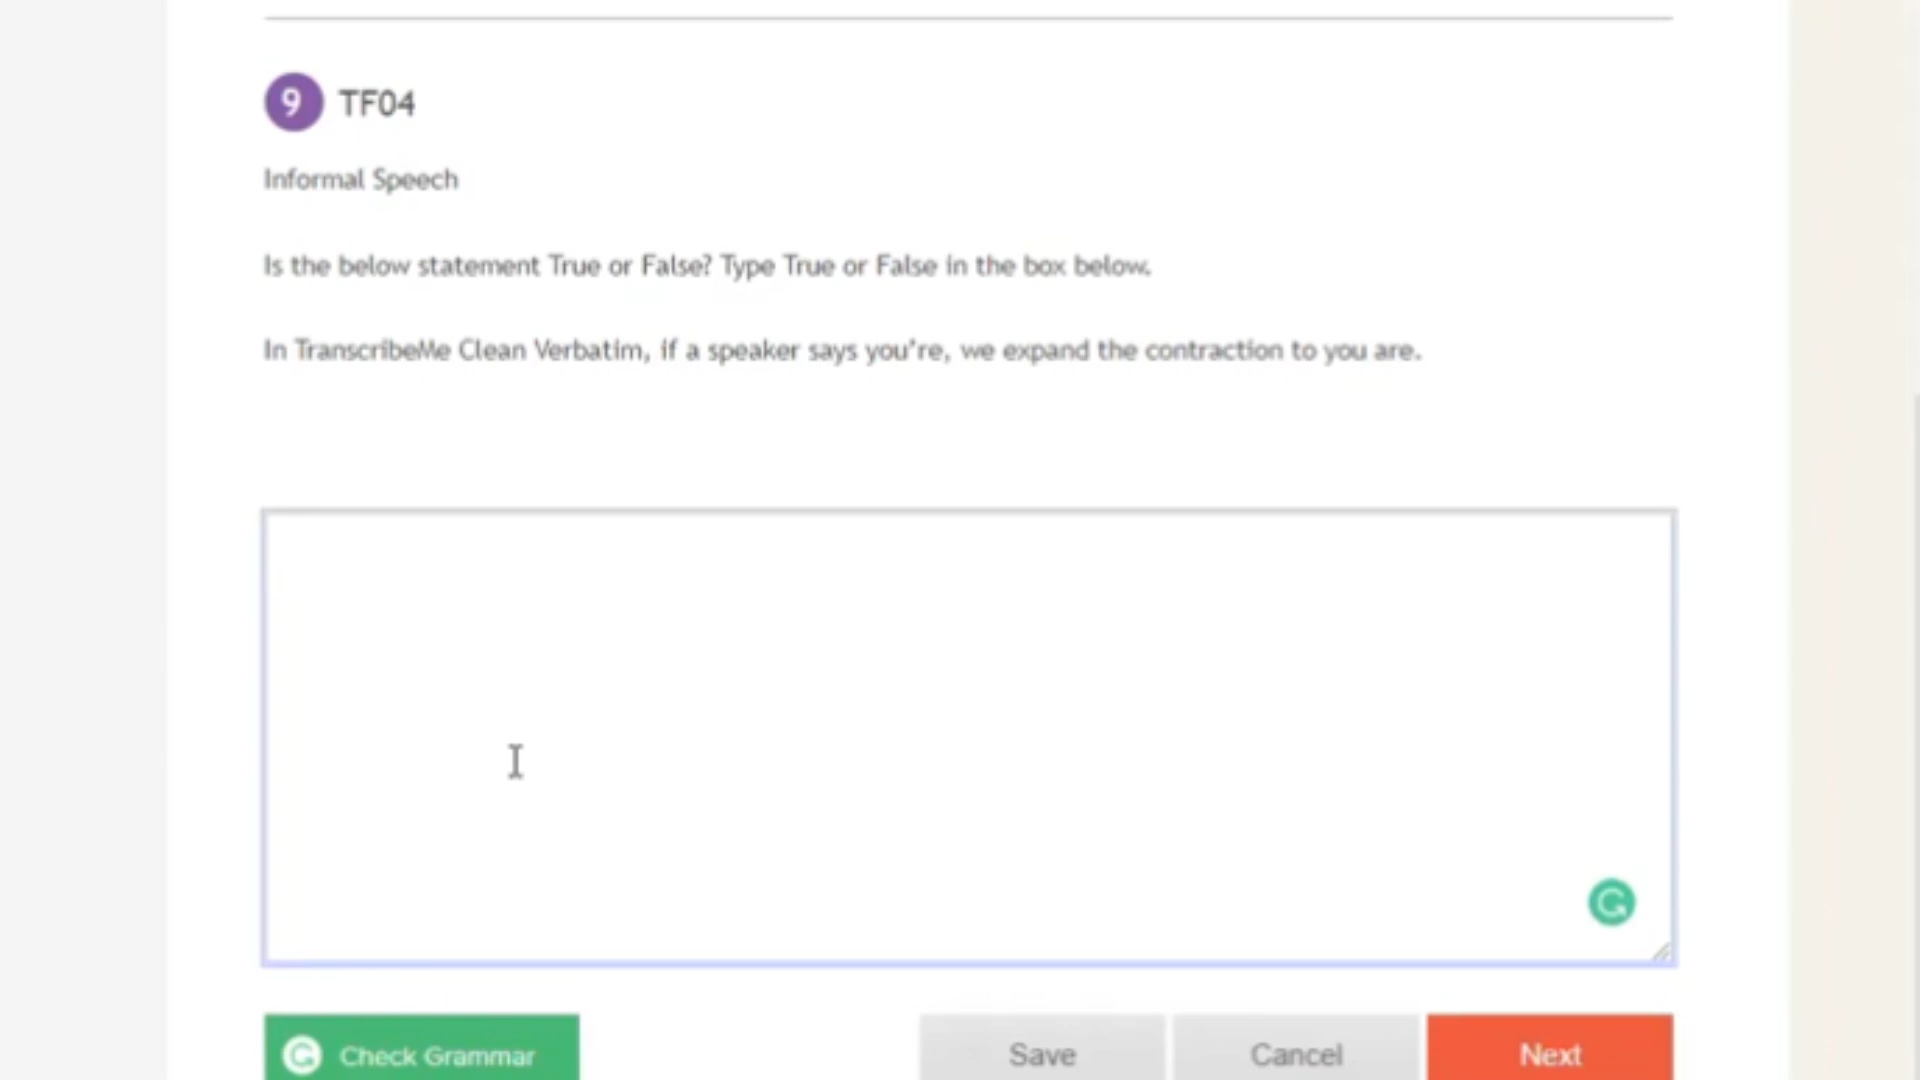 9 TF04
Informal Speech
Is the below statement True or False? Type True or False in the box below.
In TranscribeMe Clean Verbatim, if a speaker says you're, we expand the contraction to you are.
Check Grammar Save Cancel Next